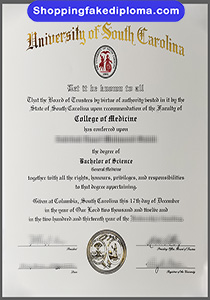 Shoppingfakediploma.com
University of South Carolina
Let it be known to all
That the Board of Trustees by virtue of authority vested in it by the
State of South Carolina upon recommendation of the Faculty of
College of Medicine
has conferred upon
the degree of
Bachelor of Science
General Medicine
together with all the rights, honours, privileges, and responsibilities
to that degree appertaining.
Given at Columbia, South Carolina this 17th day of December
in the year of Our Lord two thousand and twelve and
in the two hundred and thirteenth year of the